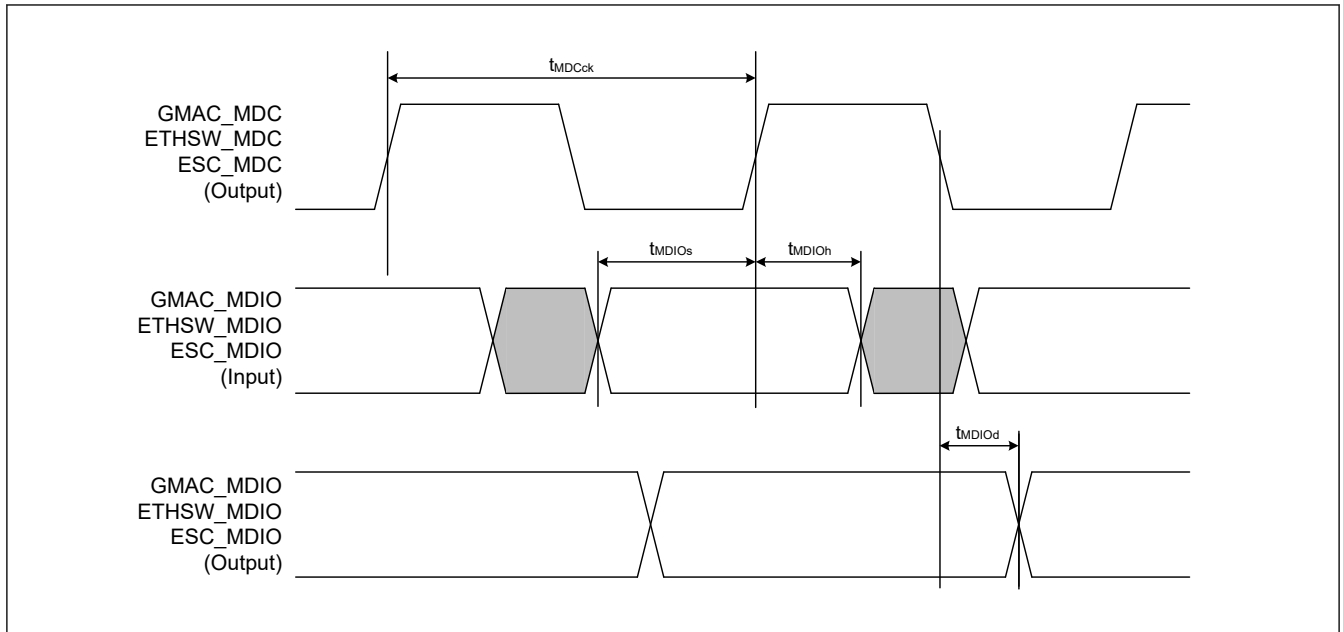 tMDCck
GMAC_MDC
ETHSW_MDC
ESC_MDC
(Output)
tMDIOs
tMDIOh
GMAC_MDIO
ETHSW_MDIO
ESC_MDIO
(Input)
tMDIOd
GMAC_MDIO
ETHSW_MDIO
ESC_MDIO
(Output)